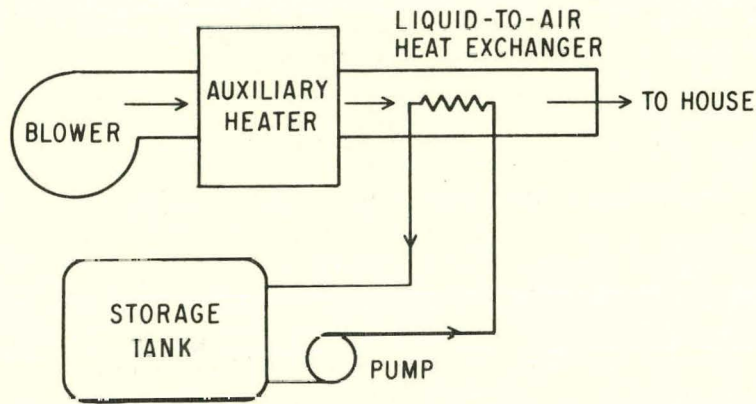 LIQUID-TO-AIR
HEAT EXCHANGER
AUXILIARY
HEATER
BLOWER
TO HOUSE
STORAGE
TANK
PUMP